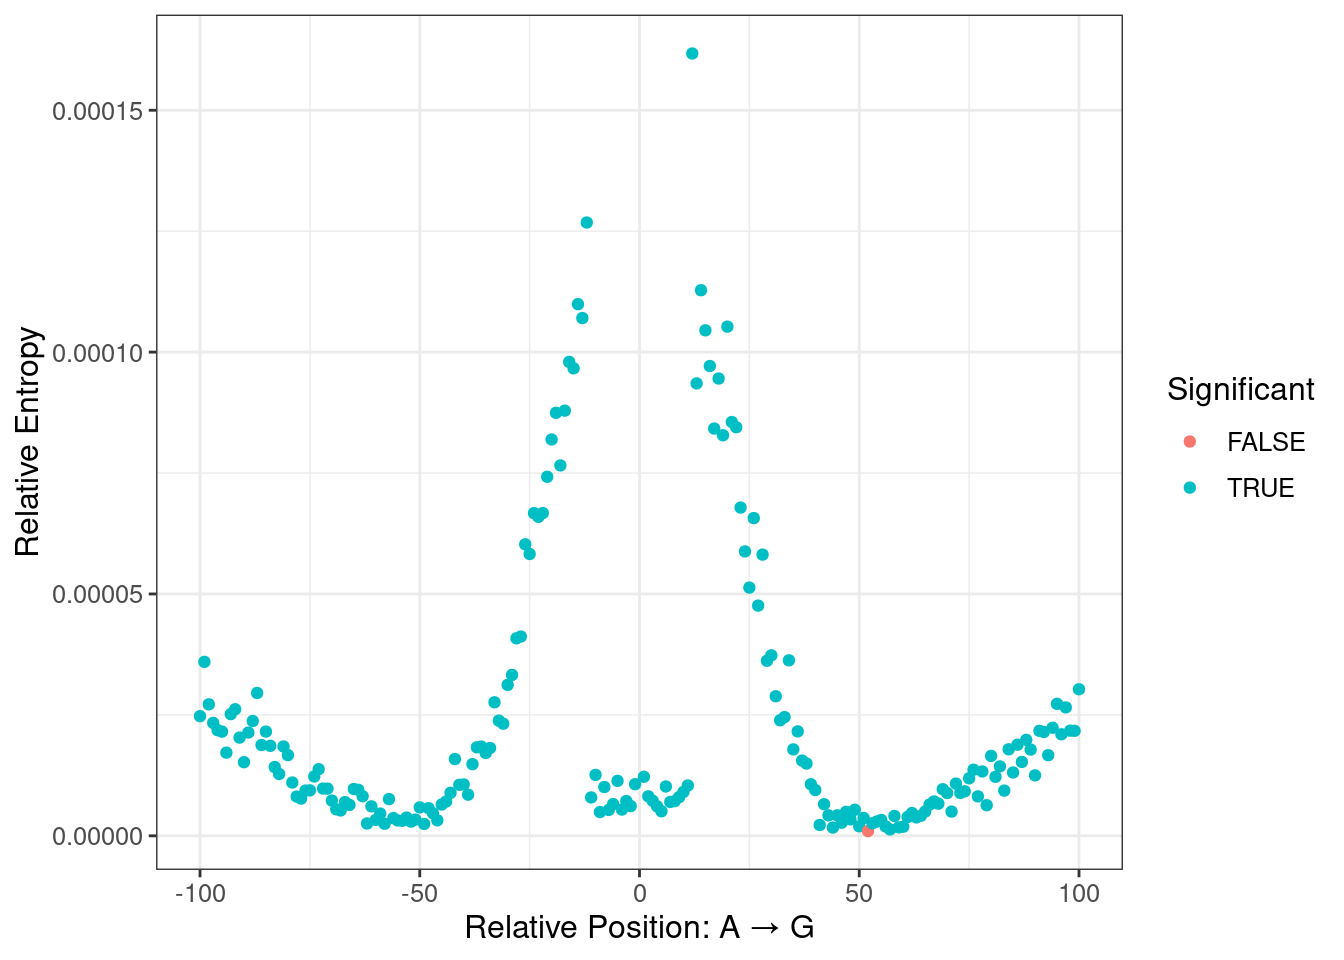 Relative Entropy
0.00015
0.00010
0.00005
0.00000
-100 -50 0 50 100
Relative Position: A → G
Significant
FALSE
TRUE